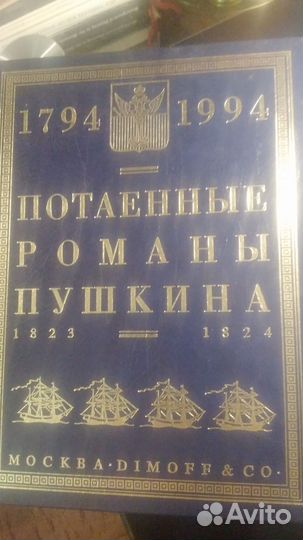 1794 1994
ПОТАЕННЫЕ
РОМАНЫ
ПУШКИНА
1823 1824
МОСКВА · DIMOFF & CO ·
Avito